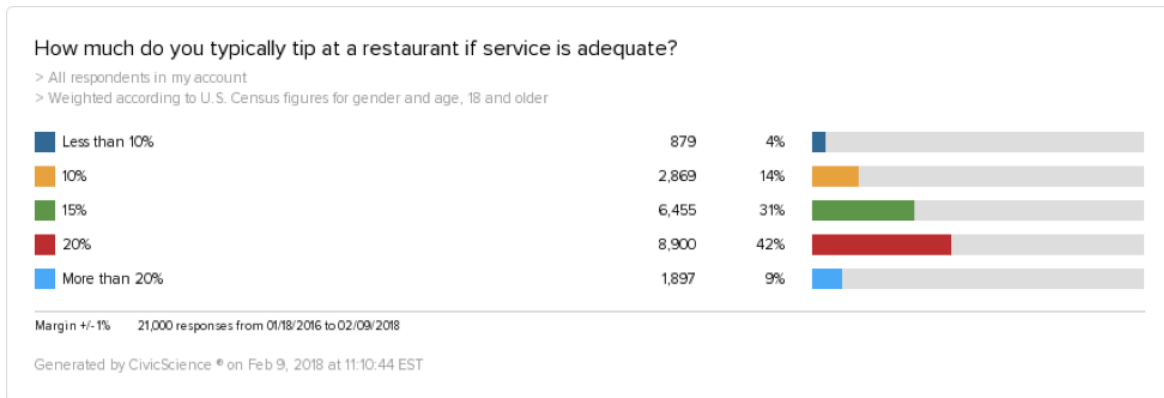 How much do you typically tip at a restaurant if service is adequate?
> All respondents in my account
> Weighted according to U.S. Census figures for gender and age, 18 and older
Less than 10% 879 4%
10% 2,869 14%
15% 6,455 31%
20% 8,900 42%
More than 20% 1,897 9%
Margin +/- 1% 21,000 responses from 01/18/2016 to 02/09/2018
Generated by CivicScience ® on Feb 9, 2018 at 11:10:44 EST